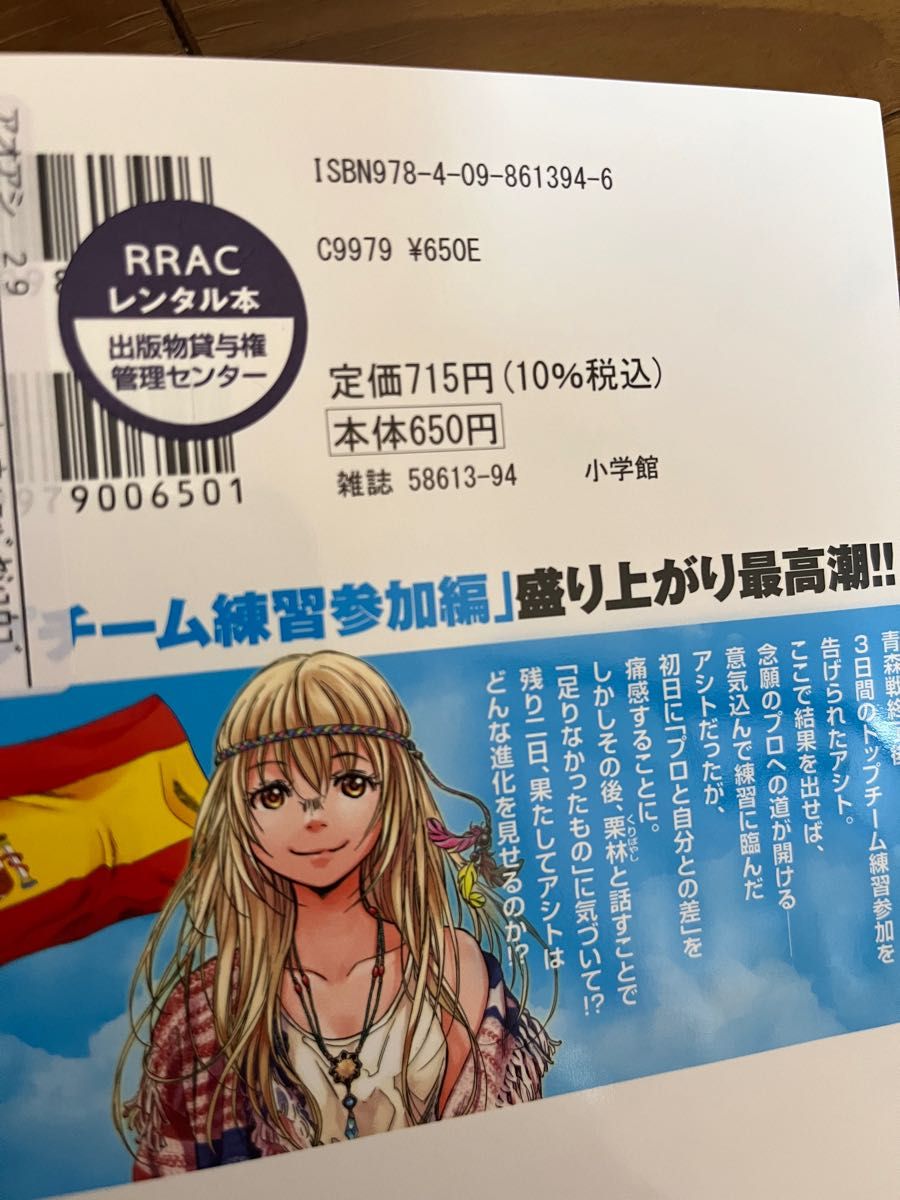 アオアシ 29
ISBN978-4-09-861394-6
C9979 ¥650E
RRAC
レンタル本
出版物貸与権
管理センター
定価715円(10%税込)
本体650円
雑誌 58613-94
小学館
979006501
チーム練習参加編」盛り上がり最高潮!!
青森戦終
3日間のトップチーム練習参加を
告げられたアシト。
ここで結果を出せば、
念願のプロへの道が開ける——
意気込んで練習に臨んだ
アシトだったが、
初日に「プロと自分との差」を
痛感することに。
しかしその後、栗林と話すことで
くりばやし
「足りなかったもの」に気づいて!?
残り二日、果たしてアシトは
どんな進化を見せるのか!?